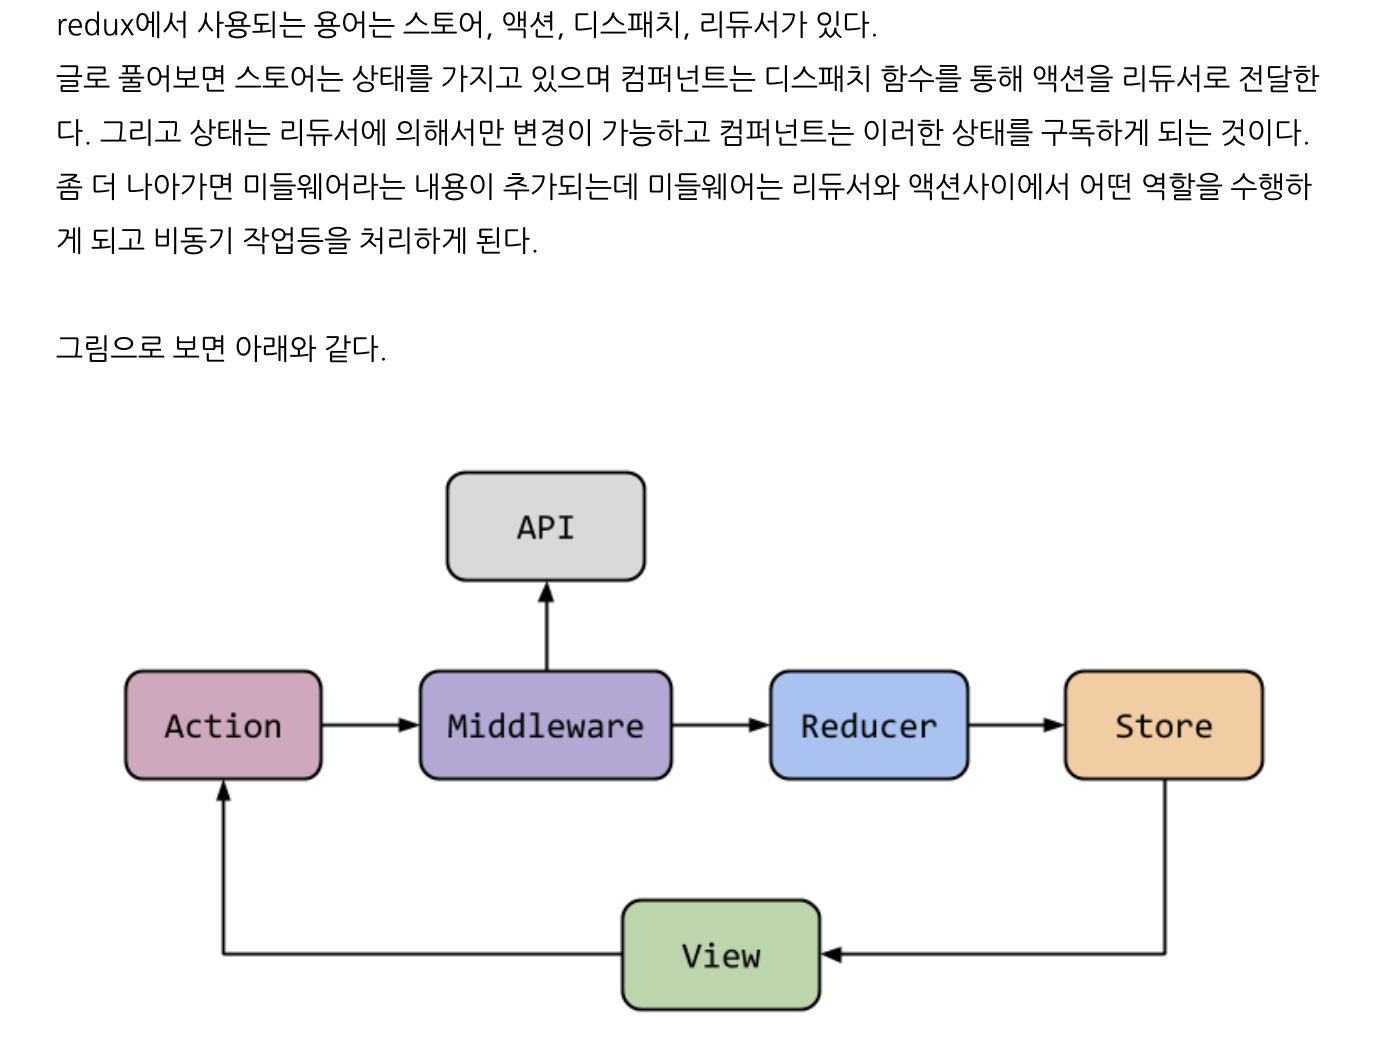 redux에서 사용되는 용어는 스토어, 액션, 디스패치, 리듀서가 있다.
글로 풀어보면 스토어는 상태를 가지고 있으며 컴퍼넌트는 디스패치 함수를 통해 액션을 리듀서로 전달한
다. 그리고 상태는 리듀서에 의해서만 변경이 가능하고 컴퍼넌트는 이러한 상태를 구독하게 되는 것이다.
좀 더 나아가면 미들웨어라는 내용이 추가되는데 미들웨어는 리듀서와 액션사이에서 어떤 역할을 수행하
게 되고 비동기 작업등을 처리하게 된다.
그림으로 보면 아래와 같다.
API
Action
Middleware
Reducer
Store
View